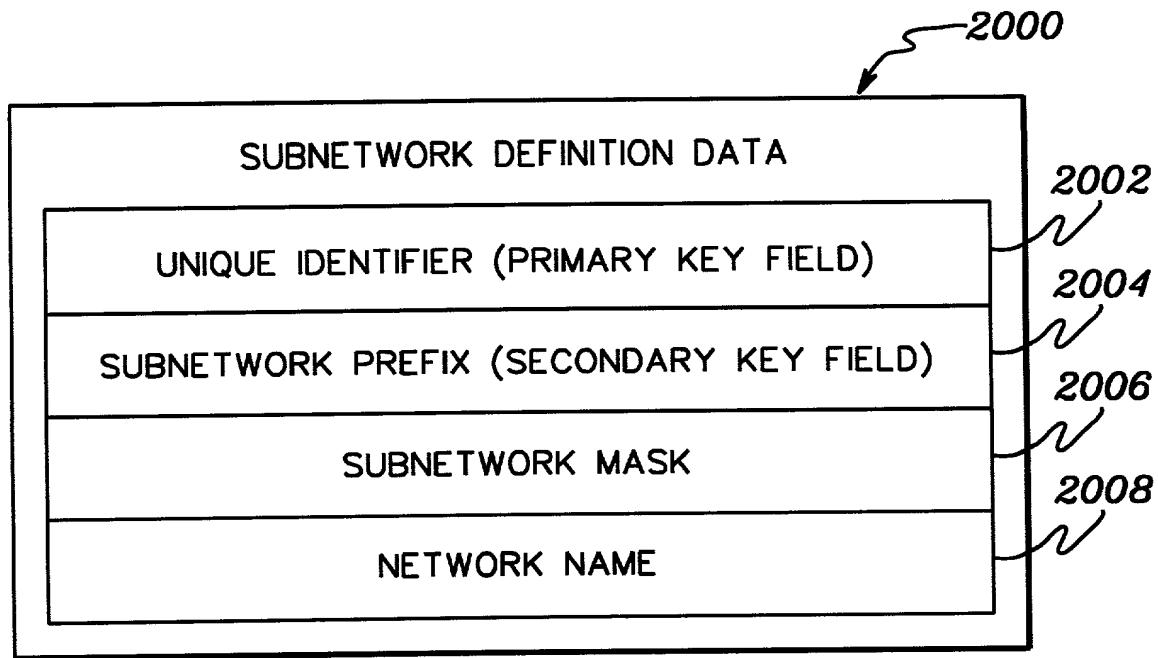 2000
SUBNETWORK DEFINITION DATA
2002
UNIQUE IDENTIFIER (PRIMARY KEY FIELD)
2004
SUBNETWORK PREFIX (SECONDARY KEY FIELD)
2006
SUBNETWORK MASK
2008
NETWORK NAME